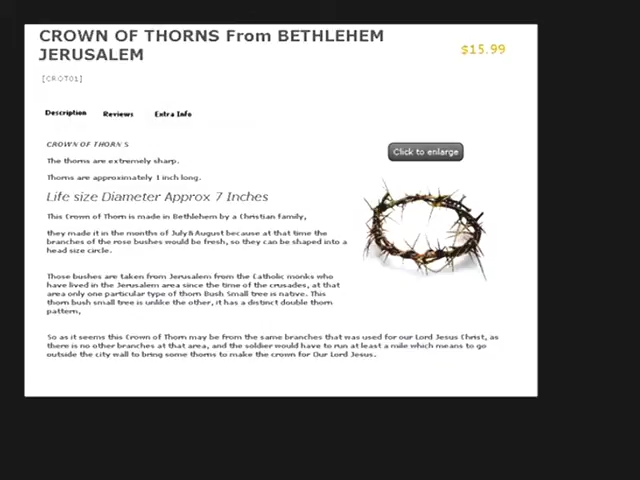 CROWN OF THORNS From BETHLEHEM
JERUSALEM
$15.99
[CROT01]
Description Reviews Extra Info
CROWN OF THORN S
Click to enlarge
The thorns are extremely sharp.
Thorns are approximately 1 inch long.
Life size Diameter Approx 7 Inches
This Crown of Thorn is made in Bethlehem by a Christian family,
they made it in the months of July&August because at that time the
branches of the rose bushes would be fresh, so they can be shaped into a
head size circle.
Those bushes are taken from Jerusalem from the Catholic monks who
have lived in the Jerusalem area since the time of the crusades, at that
area only one particular type of thorn Bush Small tree is native. This
thorn bush small tree is unlike the other, it has a distinct double thorn
pattern,
So as it seems this Crown of Thorn may be from the same branches that was used for our Lord Jesus Christ, as
there is no other branches at that area, and the soldier would have to run at least a mile which means to go
outside the city wall to bring some thorns to make the crown for Our Lord Jesus.